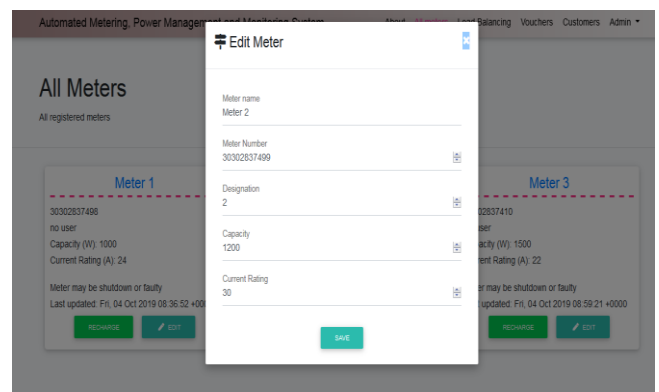 Automated Metering, Power Management and Monitoring System
About All meters Load Balancing Vouchers Customers Admin
Edit Meter
All Meters
All registered meters
Meter name
Meter 2
Meter Number
30302837499
Designation
2
Capacity
1200
Current Rating
30
SAVE
Meter 1
30302837498
no user
Capacity (W): 1000
Current Rating (A): 24
Meter may be shutdown or faulty
Last updated: Fri, 04 Oct 2019 08:36:52 +000
RECHARGE EDIT
Meter 3
02837410
user
acity (W): 1500
rent Rating (A): 22
er may be shutdown or faulty
updated: Fri, 04 Oct 2019 08:59:21 +0000
RECHARGE EDIT